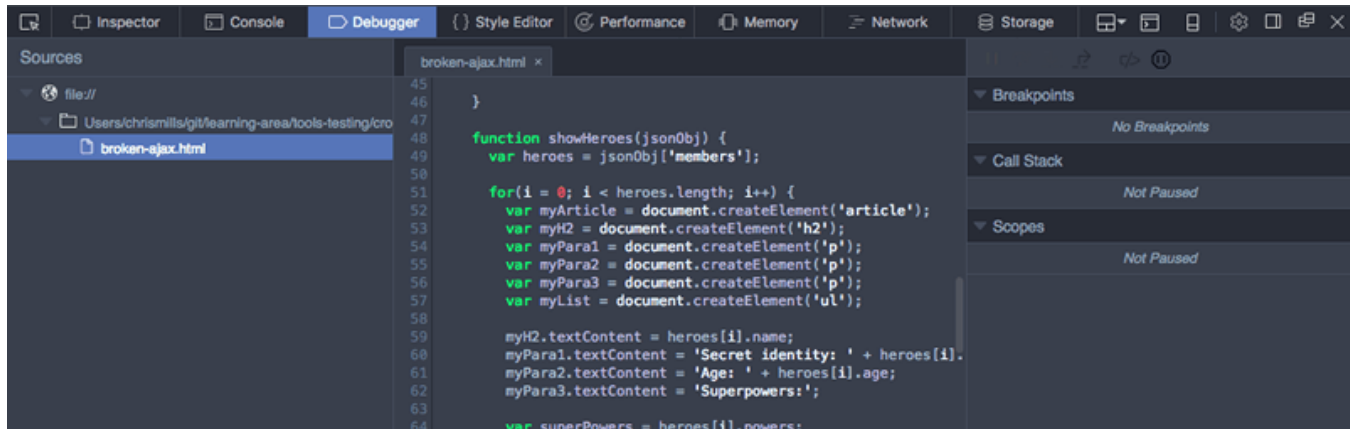 Inspector Console Debugger { } Style Editor Performance Memory Network Storage
Sources
file://
Users/chrismills/git/learning-area/tools-testing/cro
broken-ajax.html
broken-ajax.html ×
45
46 }
47
48 function showHeroes(jsonObj) {
49 var heroes = jsonObj['members'];
50
51 for(i = 0; i < heroes.length; i++) {
52 var myArticle = document.createElement('article');
53 var myH2 = document.createElement('h2');
54 var myPara1 = document.createElement('p');
55 var myPara2 = document.createElement('p');
56 var myPara3 = document.createElement('p');
57 var myList = document.createElement('ul');
58
59 myH2.textContent = heroes[i].name;
60 myPara1.textContent = 'Secret identity: ' + heroes[i].
61 myPara2.textContent = 'Age: ' + heroes[i].age;
62 myPara3.textContent = 'Superpowers:';
63
64 var superPowers = heroes[i].powers;
Breakpoints
No Breakpoints
Call Stack
Not Paused
Scopes
Not Paused